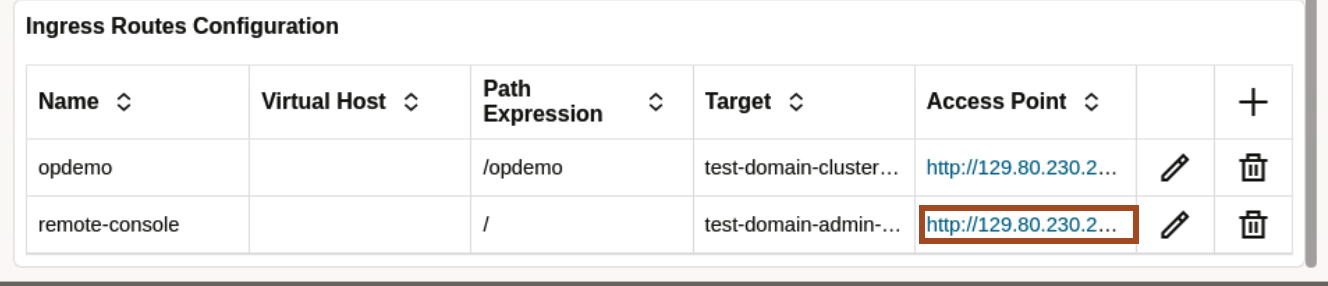 Ingress Routes Configuration
Name Virtual Host Path Expression Target Access Point
opdemo /opdemo test-domain-cluster... http://129.80.230.2...
remote-console / test-domain-admin-... http://129.80.230.2...